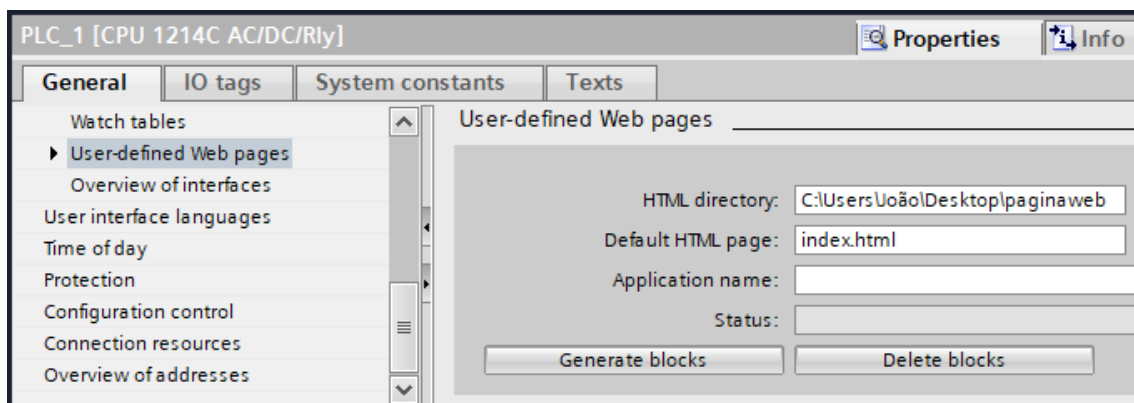 PLC_1 [CPU 1214C AC/DC/Rly]
Properties
Info
General
IO tags
System constants
Texts
Watch tables
User-defined Web pages
Overview of interfaces
User interface languages
Time of day
Protection
Configuration control
Connection resources
Overview of addresses
User-defined Web pages
HTML directory: C:\Users\João\Desktop\paginaweb
Default HTML page: index.html
Application name:
Status:
Generate blocks
Delete blocks